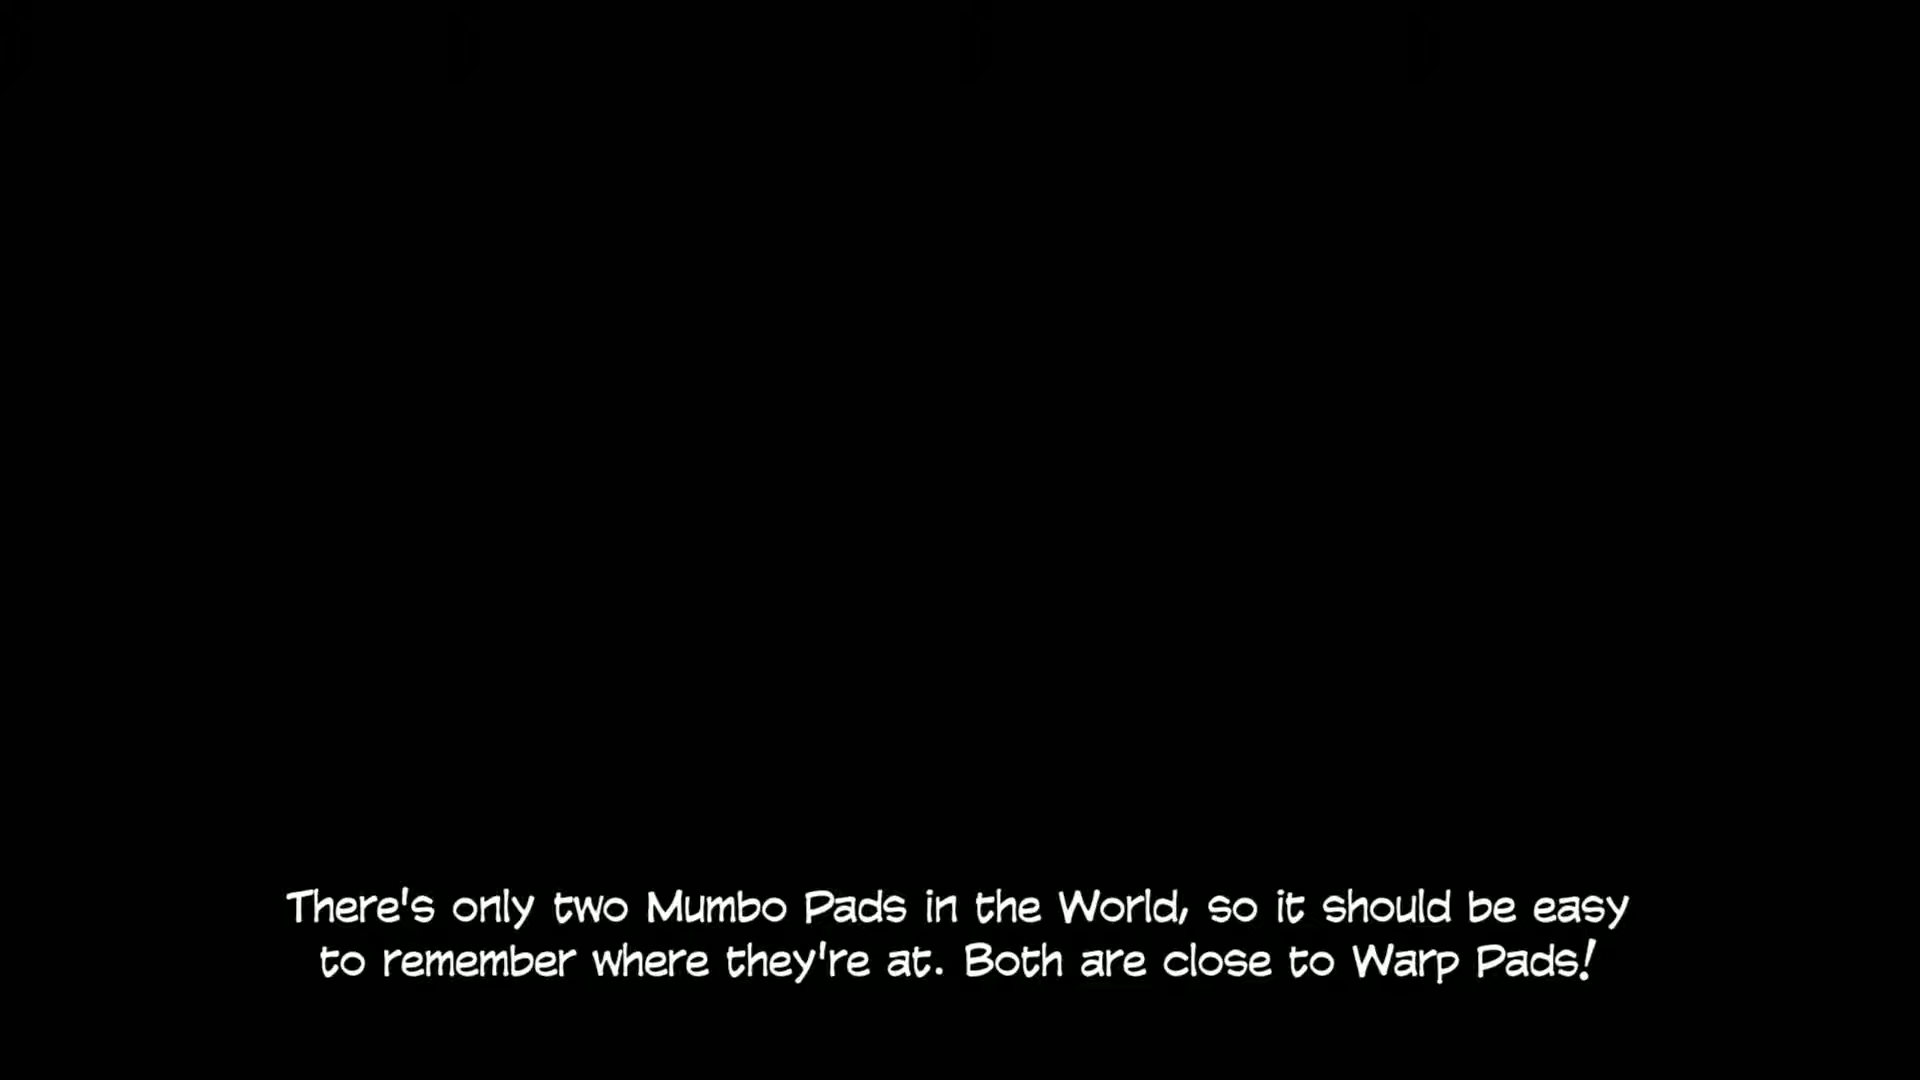 There's only two Mumbo Pads in the World, so it should be easy
to remember where they're at. Both are close to Warp Pads!